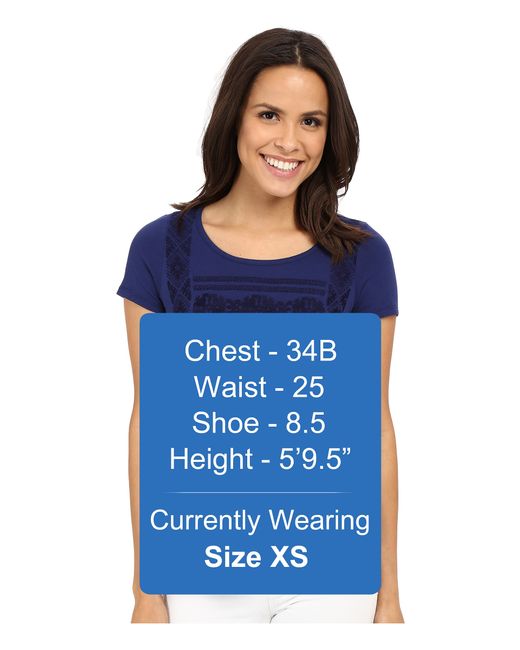 Chest - 34B
Waist - 25
Shoe - 8.5
Height - 5’9.5”
Currently Wearing
Size XS